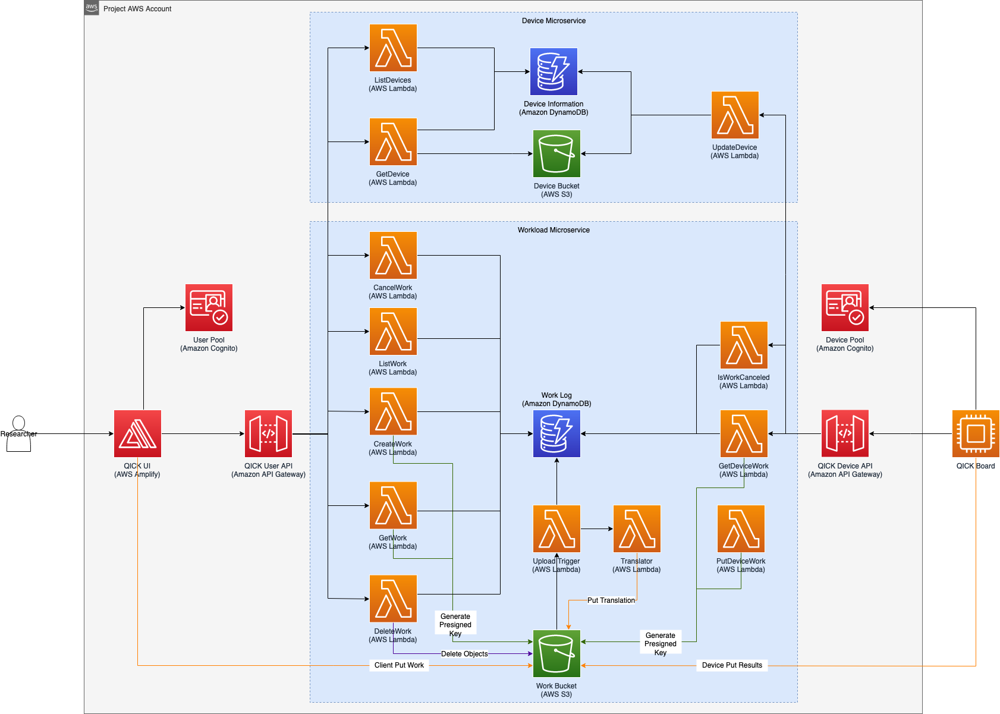 aws
Project AWS Account
Device Microservice
ListDevices
(AWS Lambda)
Device Information
(Amazon DynamoDB)
UpdateDevice
(AWS Lambda)
GetDevice
(AWS Lambda)
Device Bucket
(AWS S3)
Workload Microservice
CancelWork
(AWS Lambda)
User Pool
(Amazon Cognito)
Device Pool
(Amazon Cognito)
ListWork
(AWS Lambda)
IsWorkCanceled
(AWS Lambda)
Work Log
(Amazon DynamoDB)
Researcher
</>
</>
CreateWork
(AWS Lambda)
QICK UI
(AWS Amplify)
QICK User API
(Amazon API Gateway)
GetDeviceWork
(AWS Lambda)
QICK Device API
(Amazon API Gateway)
QICK Board
GetWork
(AWS Lambda)
Upload Trigger
(AWS Lambda)
Translator
(AWS Lambda)
PutDeviceWork
(AWS Lambda)
Put Translation
Generate
Presigned
Key
DeleteWork
(AWS Lambda)
Generate
Presigned
Key
Delete Objects
Client Put Work
Device Put Results
Work Bucket
(AWS S3)